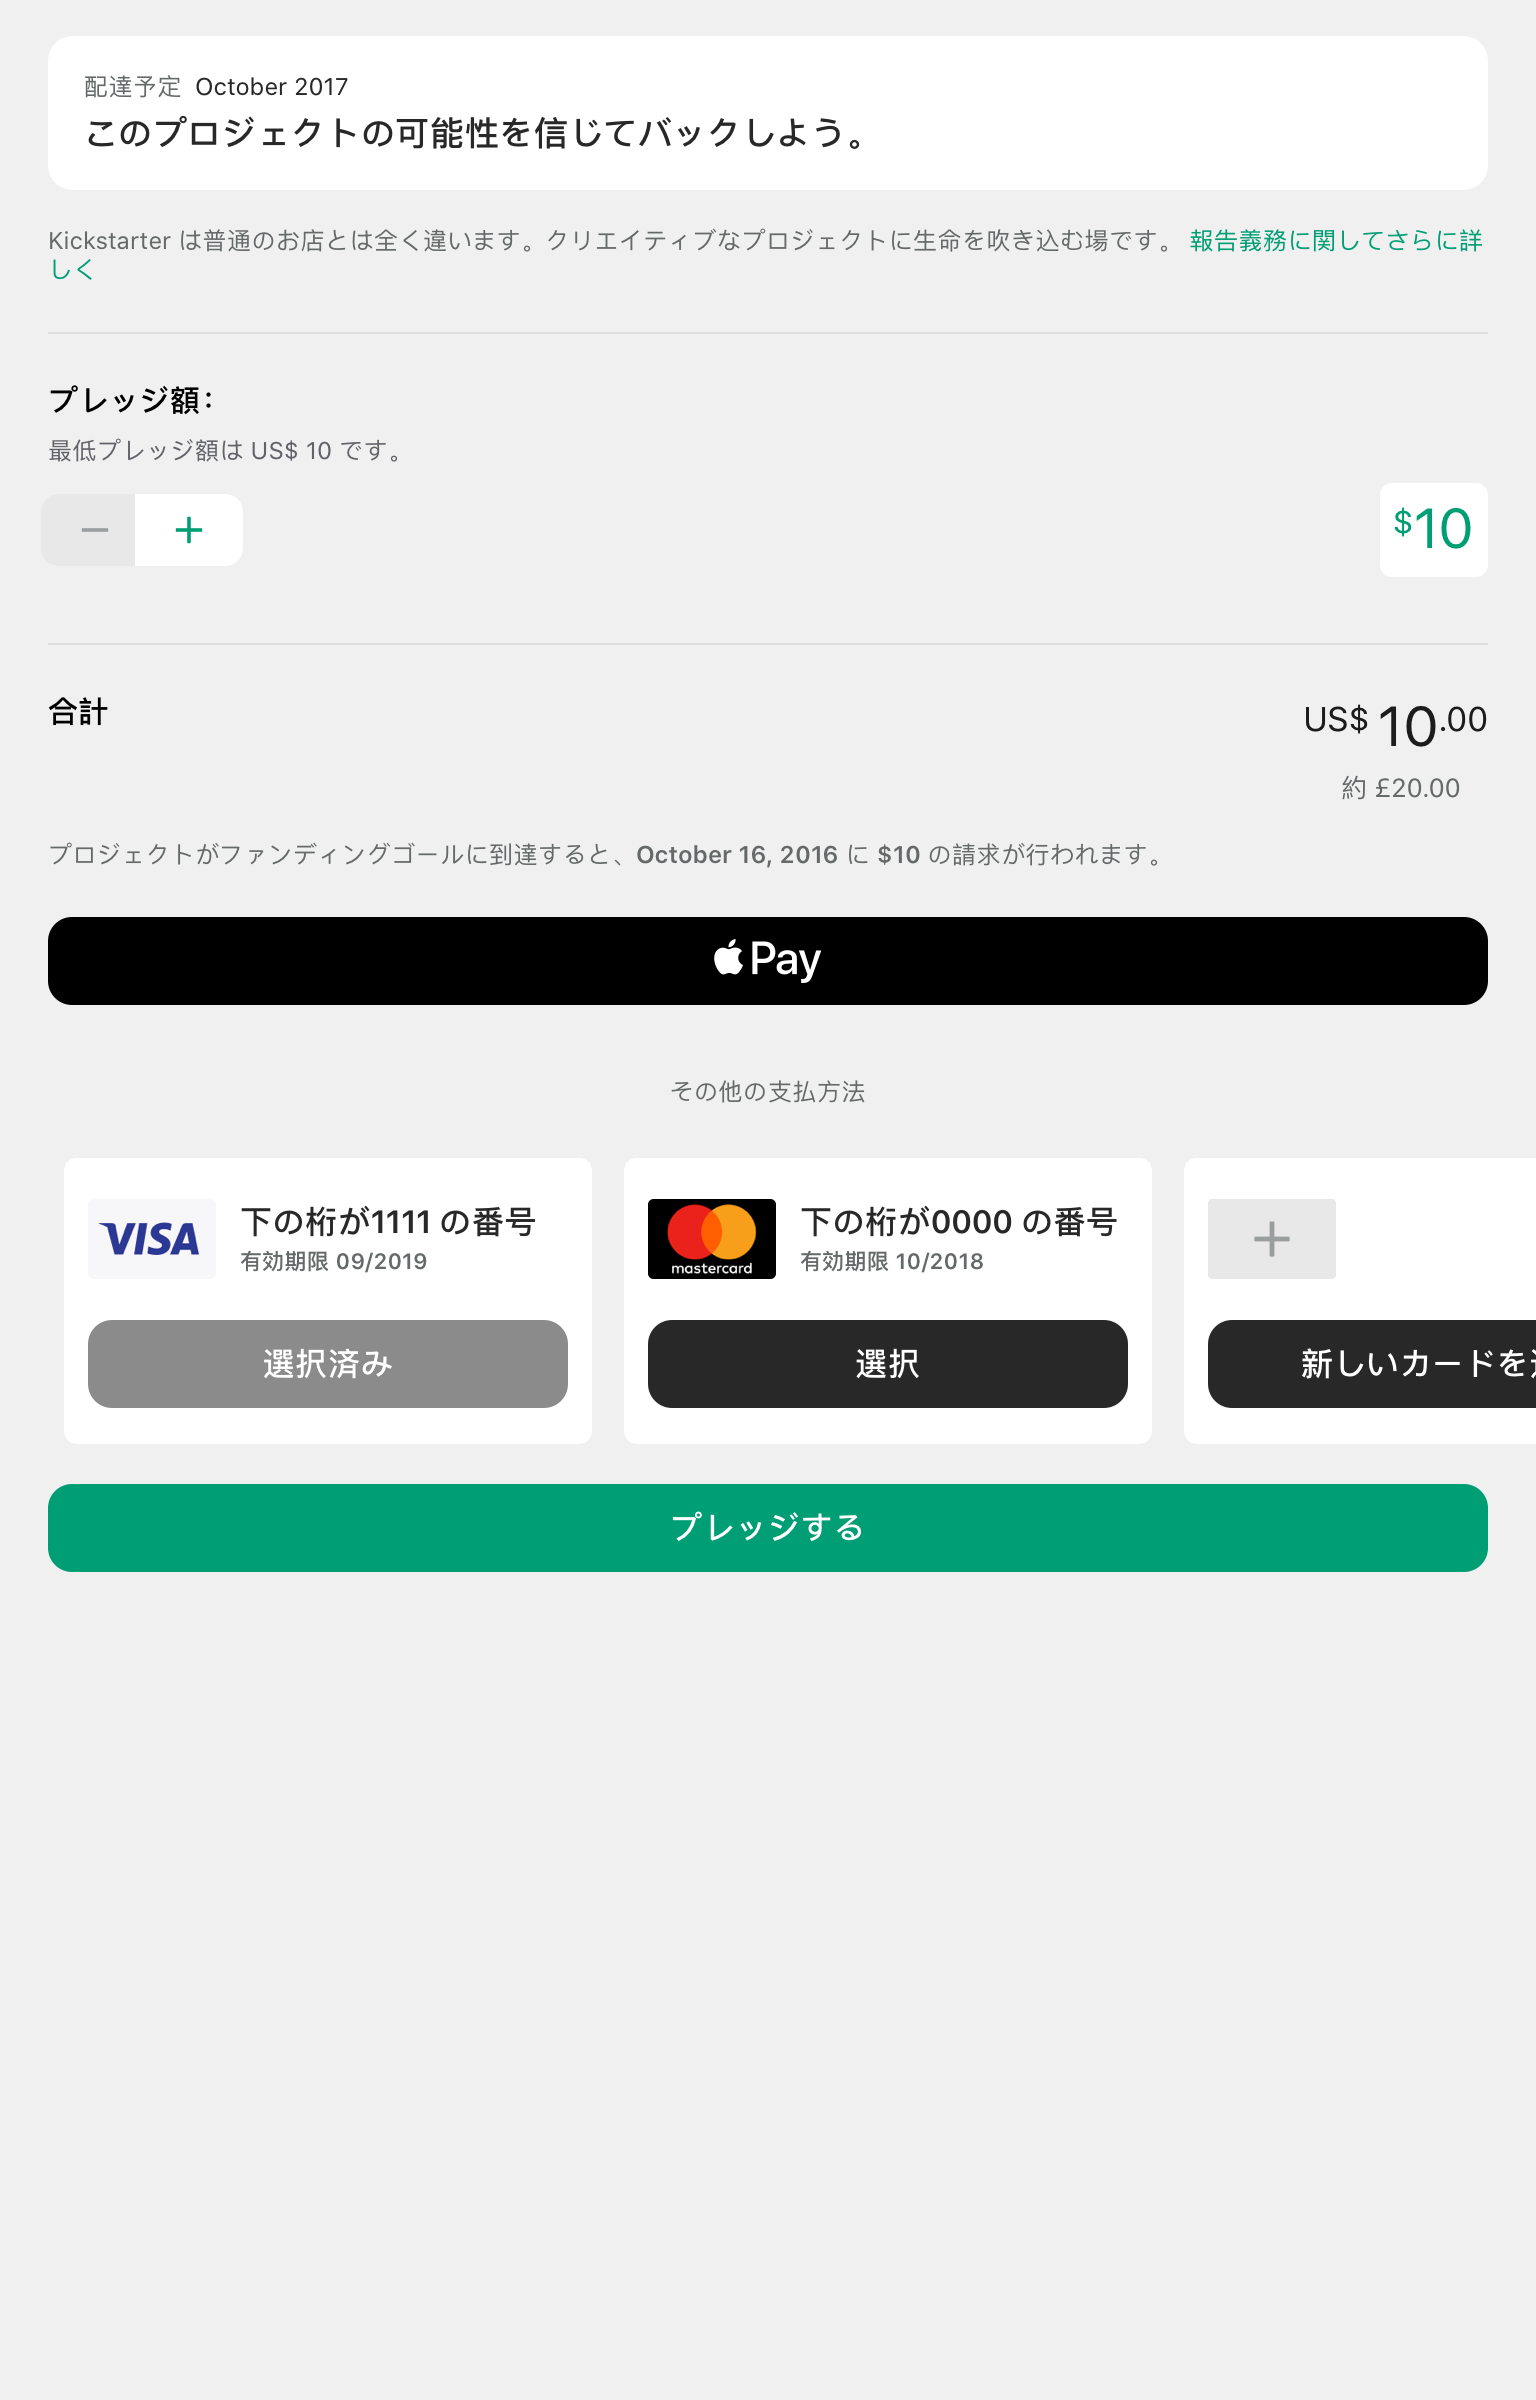 配達予定 October 2017
このプロジェクトの可能性を信じてバックしよう。
Kickstarter は普通のお店とは全く違います。クリエイティブなプロジェクトに生命を吹き込む場です。 報告義務に関してさらに詳
しく
プレッジ額：
最低プレッジ額は US$ 10 です。
$10
合計
US$ 10.00
約 £20.00
プロジェクトがファンディングゴールに到達すると、October 16, 2016 に $10 の請求が行われます。
Pay
その他の支払方法
VISA
下の桁が1111 の番号
有効期限 09/2019
選択済み
mastercard
下の桁が0000 の番号
有効期限 10/2018
選択
新しいカードを
プレッジする